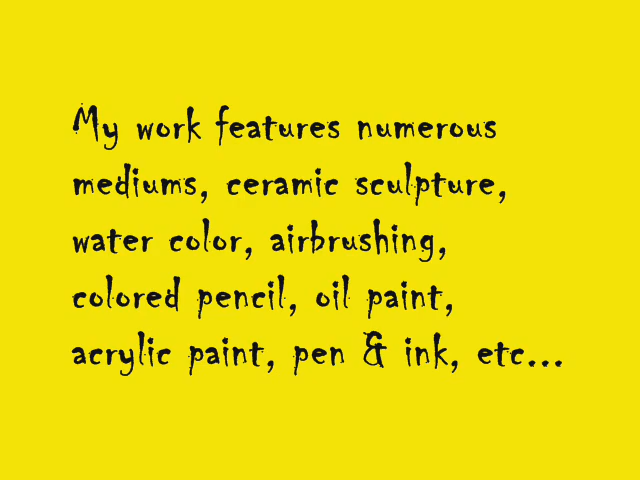 My work features numerous
mediums, ceramic sculpture,
water color, airbrushing,
colored pencil, oil paint,
acrylic paint, pen & ink, etc...